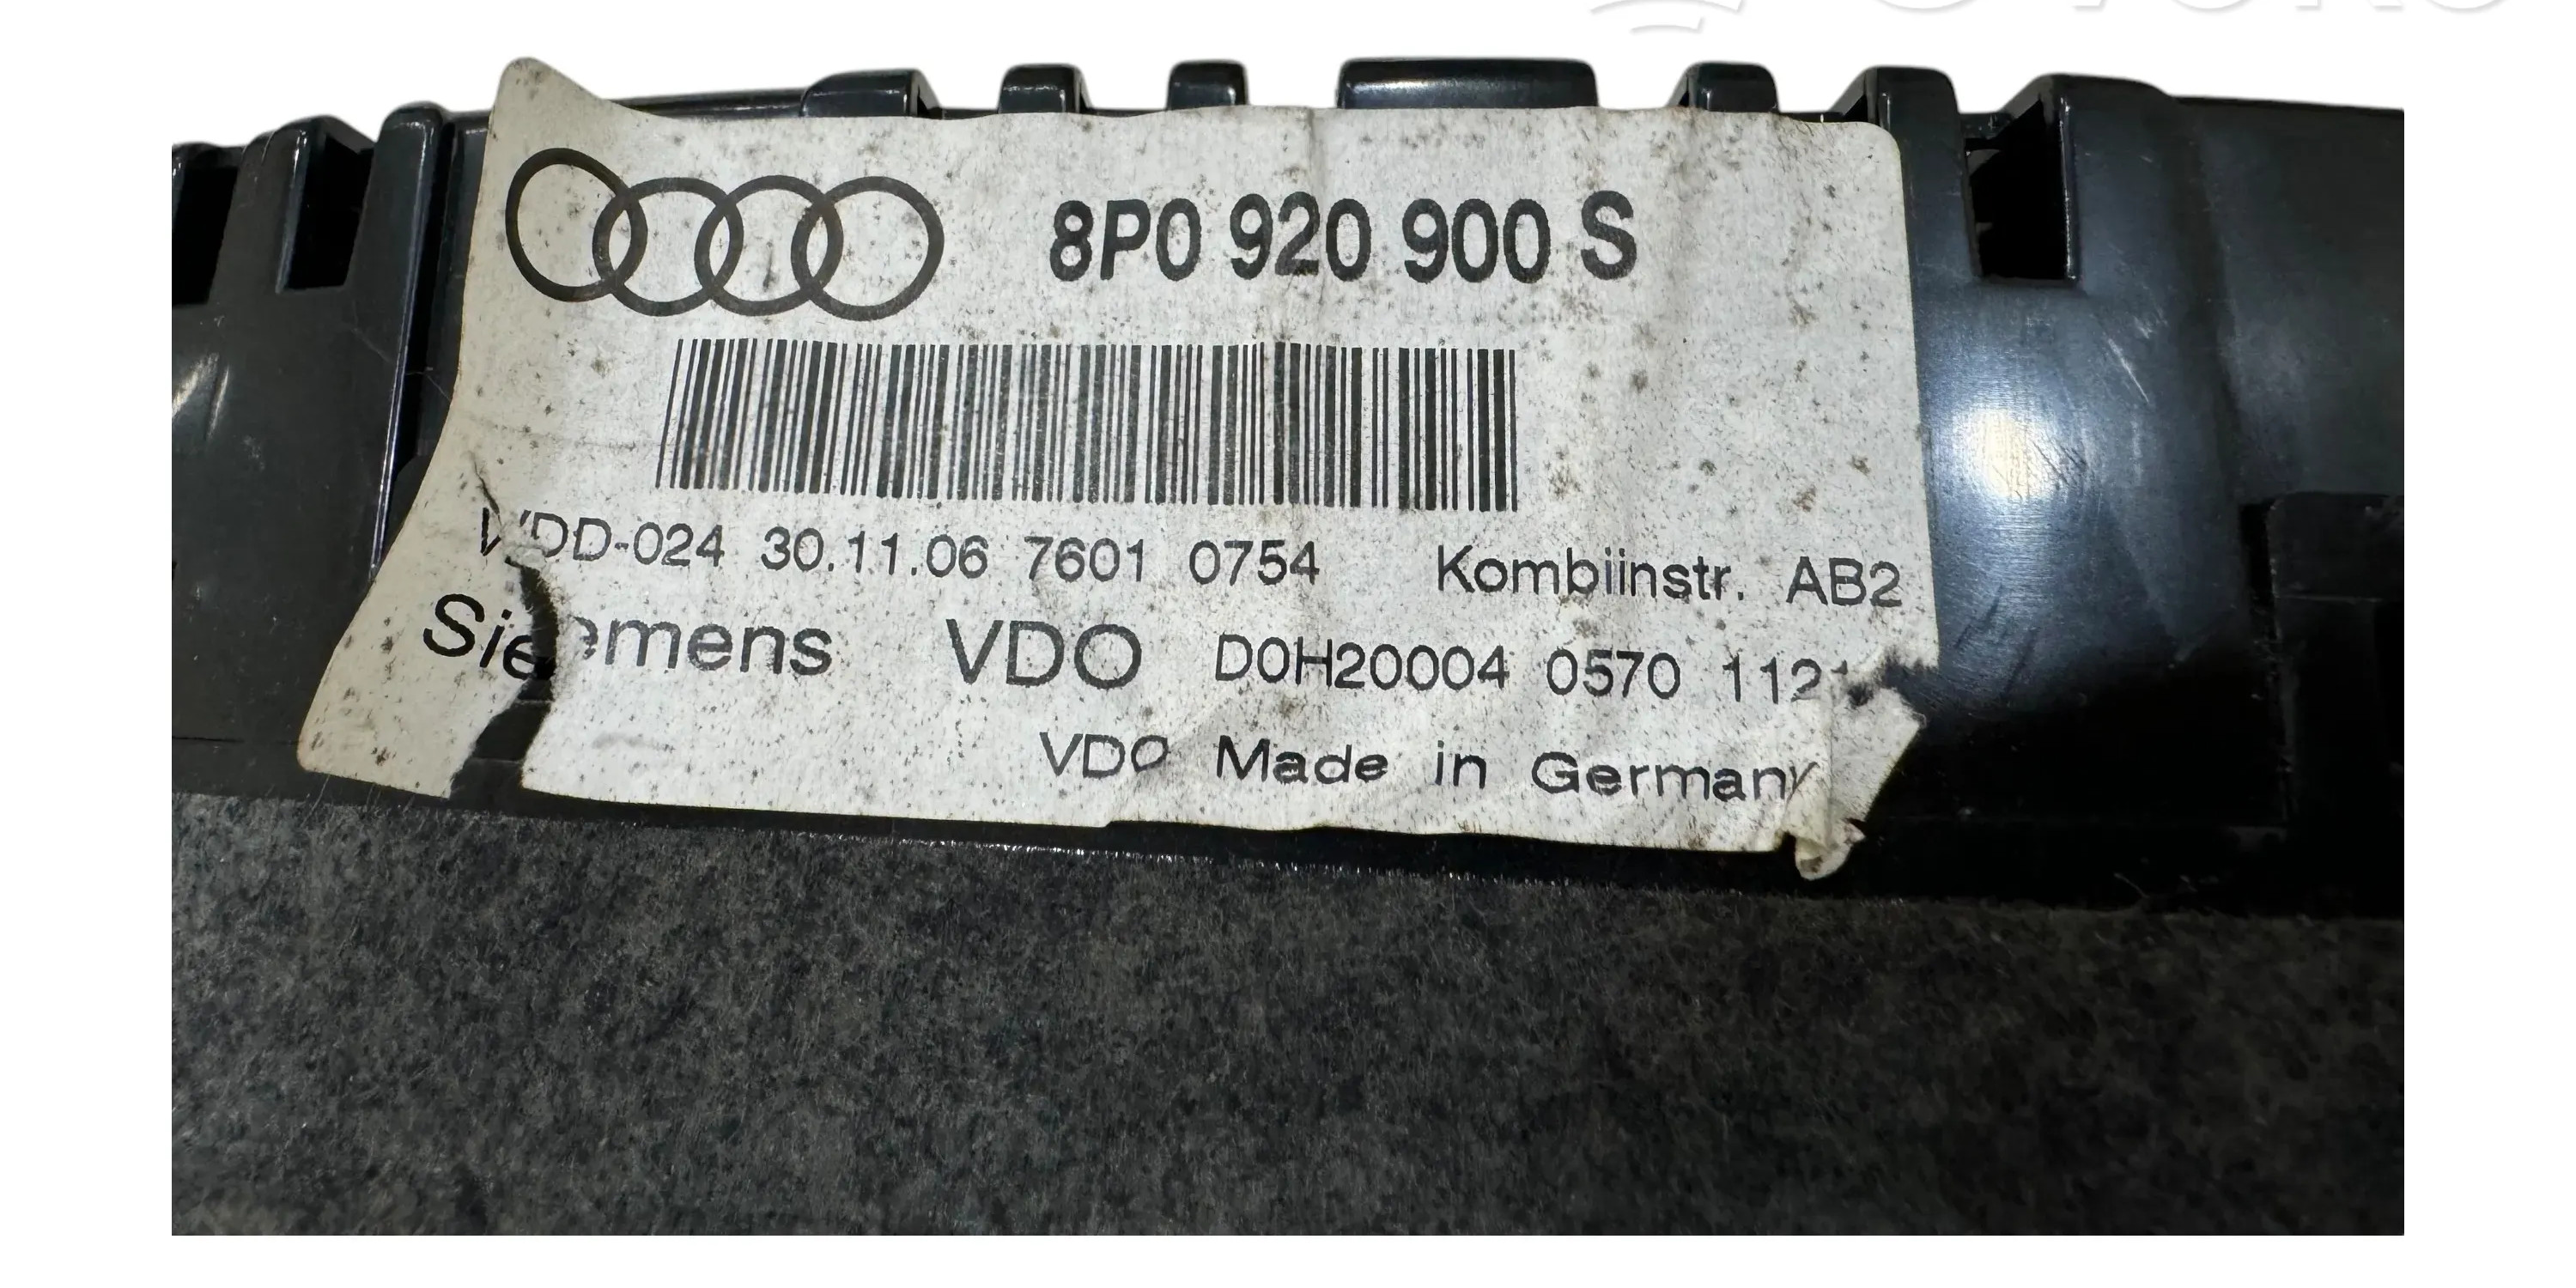 8P0 920 900 S
VDD-024 30.11.06 7601 0754 Kombiinstr. AB2
Siemens VDO D0H20004 0570
VDO Made in Germany